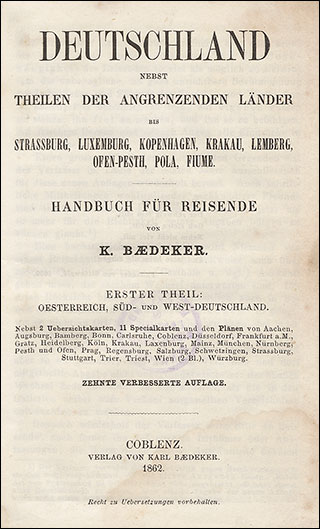 DEUTSCHLAND
NEBST
THEILEN DER ANGRENZENDEN LÄNDER
BIS
STRASSBURG, LUXEMBURG, KOPENHAGEN, KRAKAU, LEMBERG,
OFEN-PESTH, POLA, FIUME.
HANDBUCH FÜR REISENDE
VON
K. BÆDEKER.
ERSTER THEIL:
OESTERREICH, SÜD- UND WEST-DEUTSCHLAND.
Nebst 2 Uebersichtskarten, 11 Specialkarten und den Plänen von Aachen,
Augsburg, Bamberg, Bonn, Carlsruhe, Coblenz, Düsseldorf, Frankfurt a.M.,
Gratz, Heidelberg, Köln, Krakau, Laxenburg, Mainz, München, Nürnberg,
Pesth und Ofen, Prag, Regensburg, Salzburg, Schwetzingen, Strassburg,
Stuttgart, Trier, Triest, Wien (2 Bl.), Würzburg.
ZEHNTE VERBESSERTE AUFLAGE.
COBLENZ.
VERLAG VON KARL BÆDEKER.
1862.
Recht zu Uebersetzungen vorbehalten.